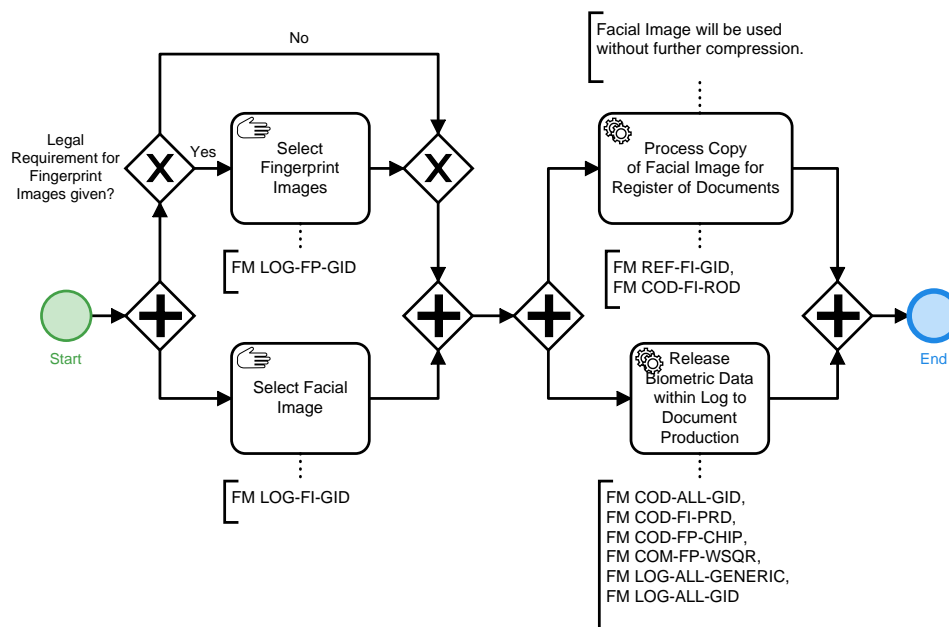 No
Facial Image will be used
without further compression.
Legal
Requirement for
Fingerprint
Images given?
X
Yes
Select
Fingerprint
Images
X
Process Copy
of Facial Image for
Register of Documents
FM LOG-FP-GID
FM REF-FI-GID,
FM COD-FI-ROD
Start
End
Select Facial
Image
Release
Biometric Data
within Log to
Document
Production
FM LOG-FI-GID
FM COD-ALL-GID,
FM COD-FI-PRD,
FM COD-FP-CHIP,
FM COM-FP-WSQR,
FM LOG-ALL-GENERIC,
FM LOG-ALL-GID